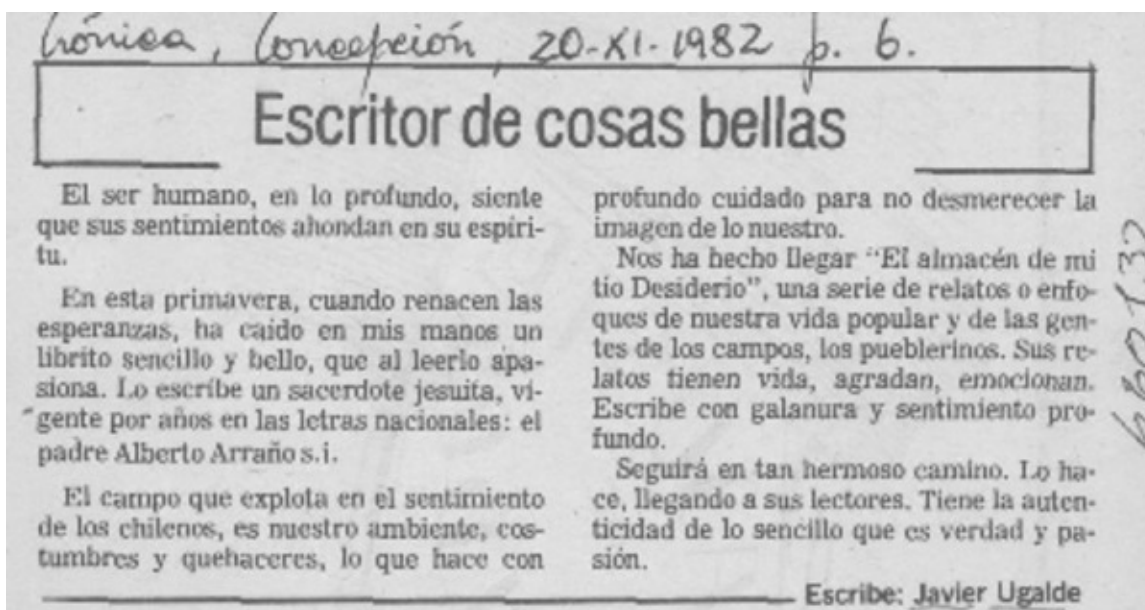 Crónica, Concepción, 20-XI-1982 p. 6.
Escritor de cosas bellas
El ser humano, en lo profundo, siente
que sus sentimientos ahondan en su espíri-
tu.
En esta primavera, cuando renacen las
esperanzas, ha caído en mis manos un
librito sencillo y bello, que al leerlo apa-
siona. Lo escribe un sacerdote jesuita, vi-
gente por años en las letras nacionales: el
padre Alberto Arraño s.i.
El campo que explota en el sentimiento
de los chilenos, es nuestro ambiente, cos-
tumbres y quehaceres, lo que hace con
profundo cuidado para no desmerecer la
imagen de lo nuestro.
Nos ha hecho llegar "El almacén de mi
tío Desiderio", una serie de relatos o enfo-
ques de nuestra vida popular y de las gen-
tes de los campos, los pueblerinos. Sus re-
latos tienen vida, agradan, emocionan.
Escribe con galanura y sentimiento pro-
fundo.
Seguirá en tan hermoso camino. Lo ha-
ce, llegando a sus lectores. Tiene la auten-
ticidad de lo sencillo que es verdad y pa-
sión.
Escribe: Javier Ugalde